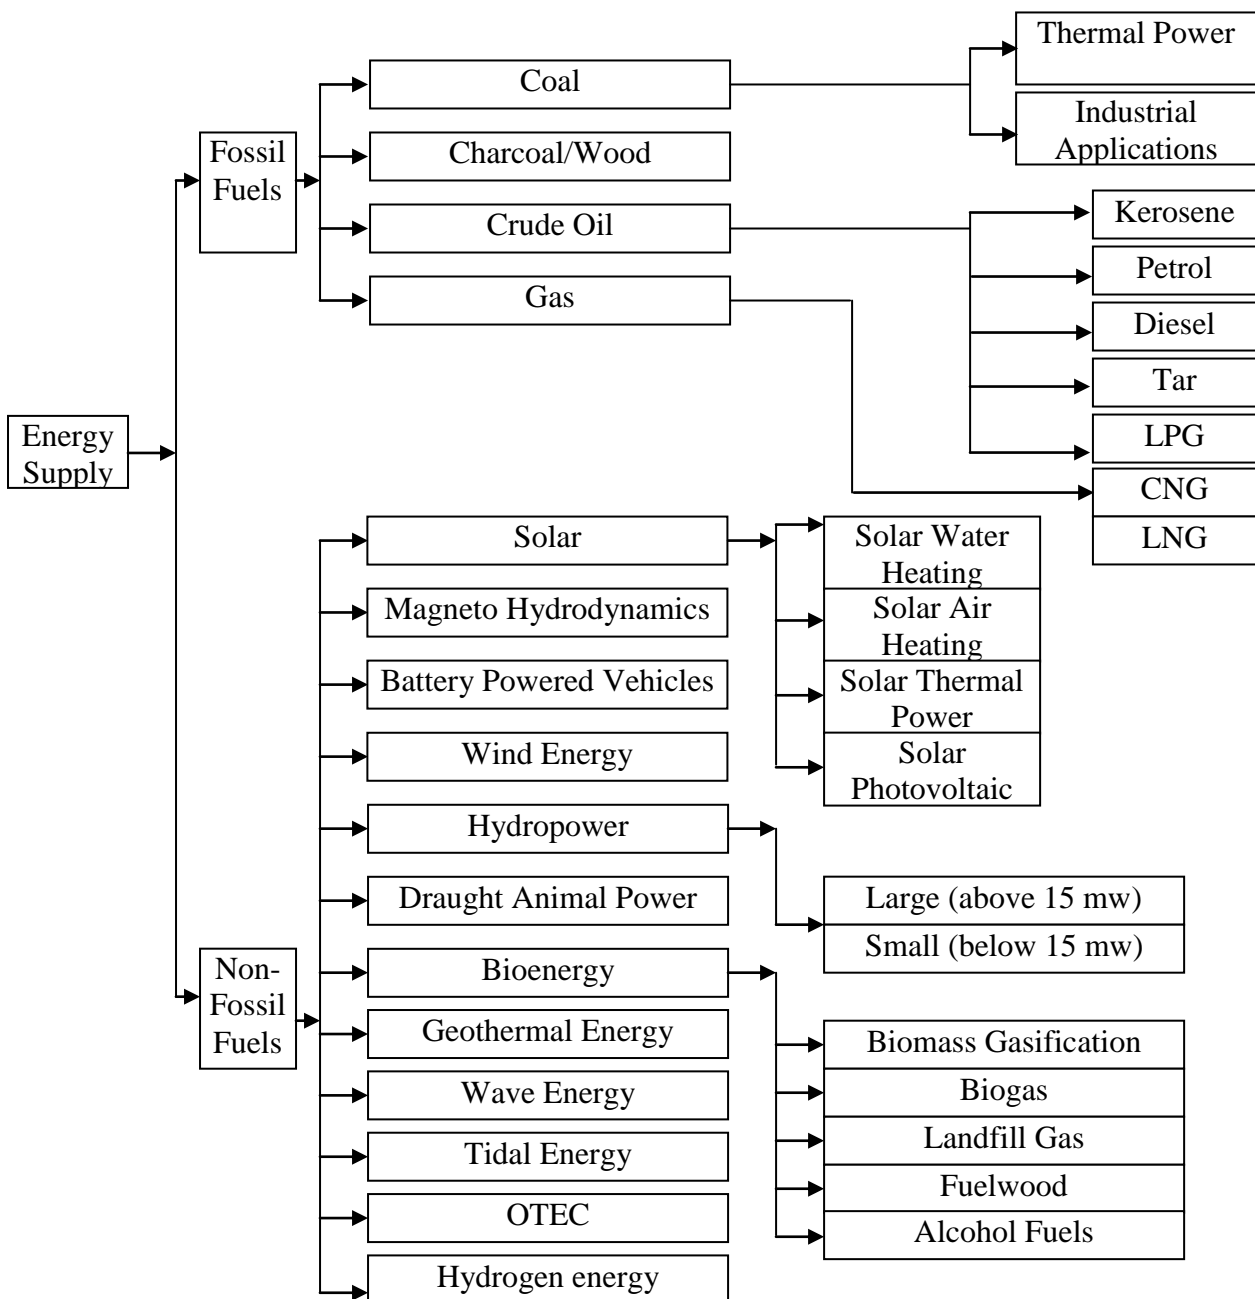 Thermal Power
Coal
Industrial
Applications
Fossil
Fuels
Charcoal/Wood
Crude Oil
Kerosene
Petrol
Gas
Diesel
Tar
Energy
Supply
LPG
CNG
LNG
Solar
Solar Water
Heating
Magneto Hydrodynamics
Solar Air
Heating
Battery Powered Vehicles
Solar Thermal
Power
Wind Energy
Solar
Photovoltaic
Hydropower
Draught Animal Power
Large (above 15 mw)
Small (below 15 mw)
Non-
Fossil
Fuels
Bioenergy
Geothermal Energy
Biomass Gasification
Wave Energy
Biogas
Tidal Energy
Landfill Gas
Fuelwood
OTEC
Alcohol Fuels
Hydrogen energy